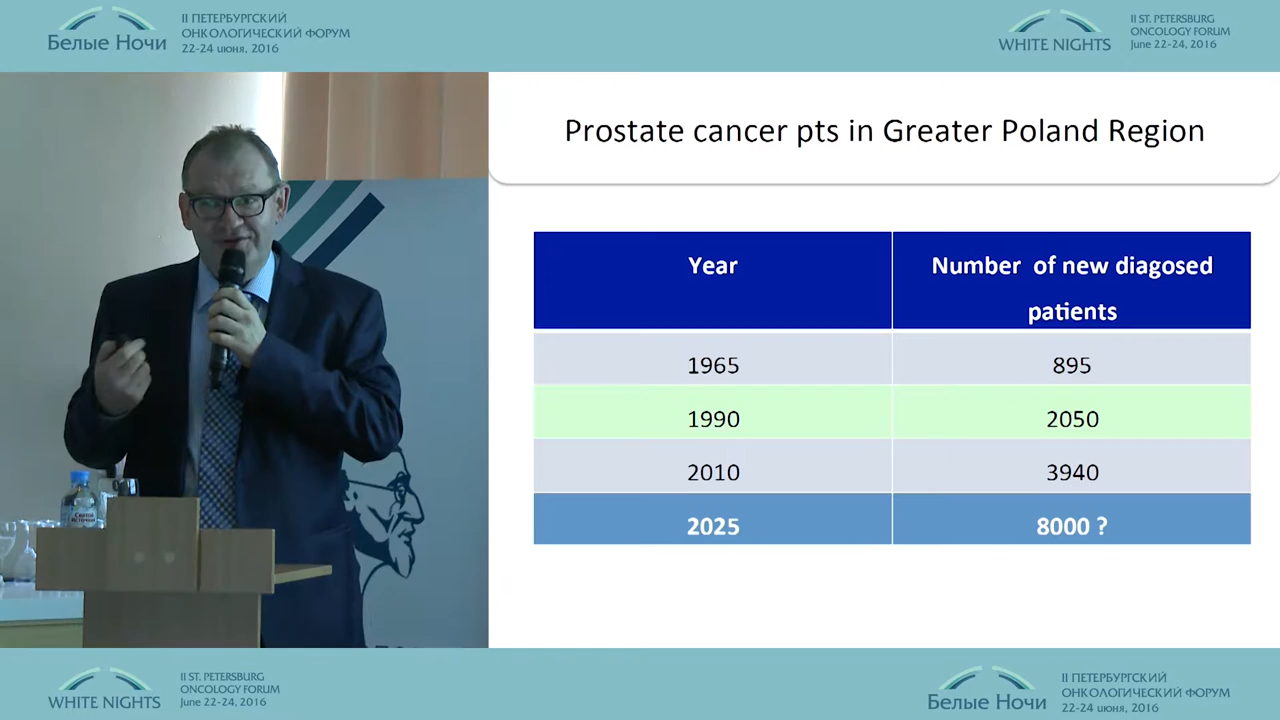 Белые Ночи
II ПЕТЕРБУРГСКИЙ
ОНКОЛОГИЧЕСКИЙ ФОРУМ
22-24 июня, 2016
WHITE NIGHTS
II ST. PETERSBURG
ONCOLOGY FORUM
June 22-24, 2016
Prostate cancer pts in Greater Poland Region
Year
Number of new diagosed
patients
1965 895
1990 2050
2010 3940
2025 8000 ?
WHITE NIGHTS
II ST. PETERSBURG
ONCOLOGY FORUM
June 22-24, 2016
Белые Ночи
II ПЕТЕРБУРГСКИЙ
ОНКОЛОГИЧЕСКИЙ ФОРУМ
22-24 июня, 2016